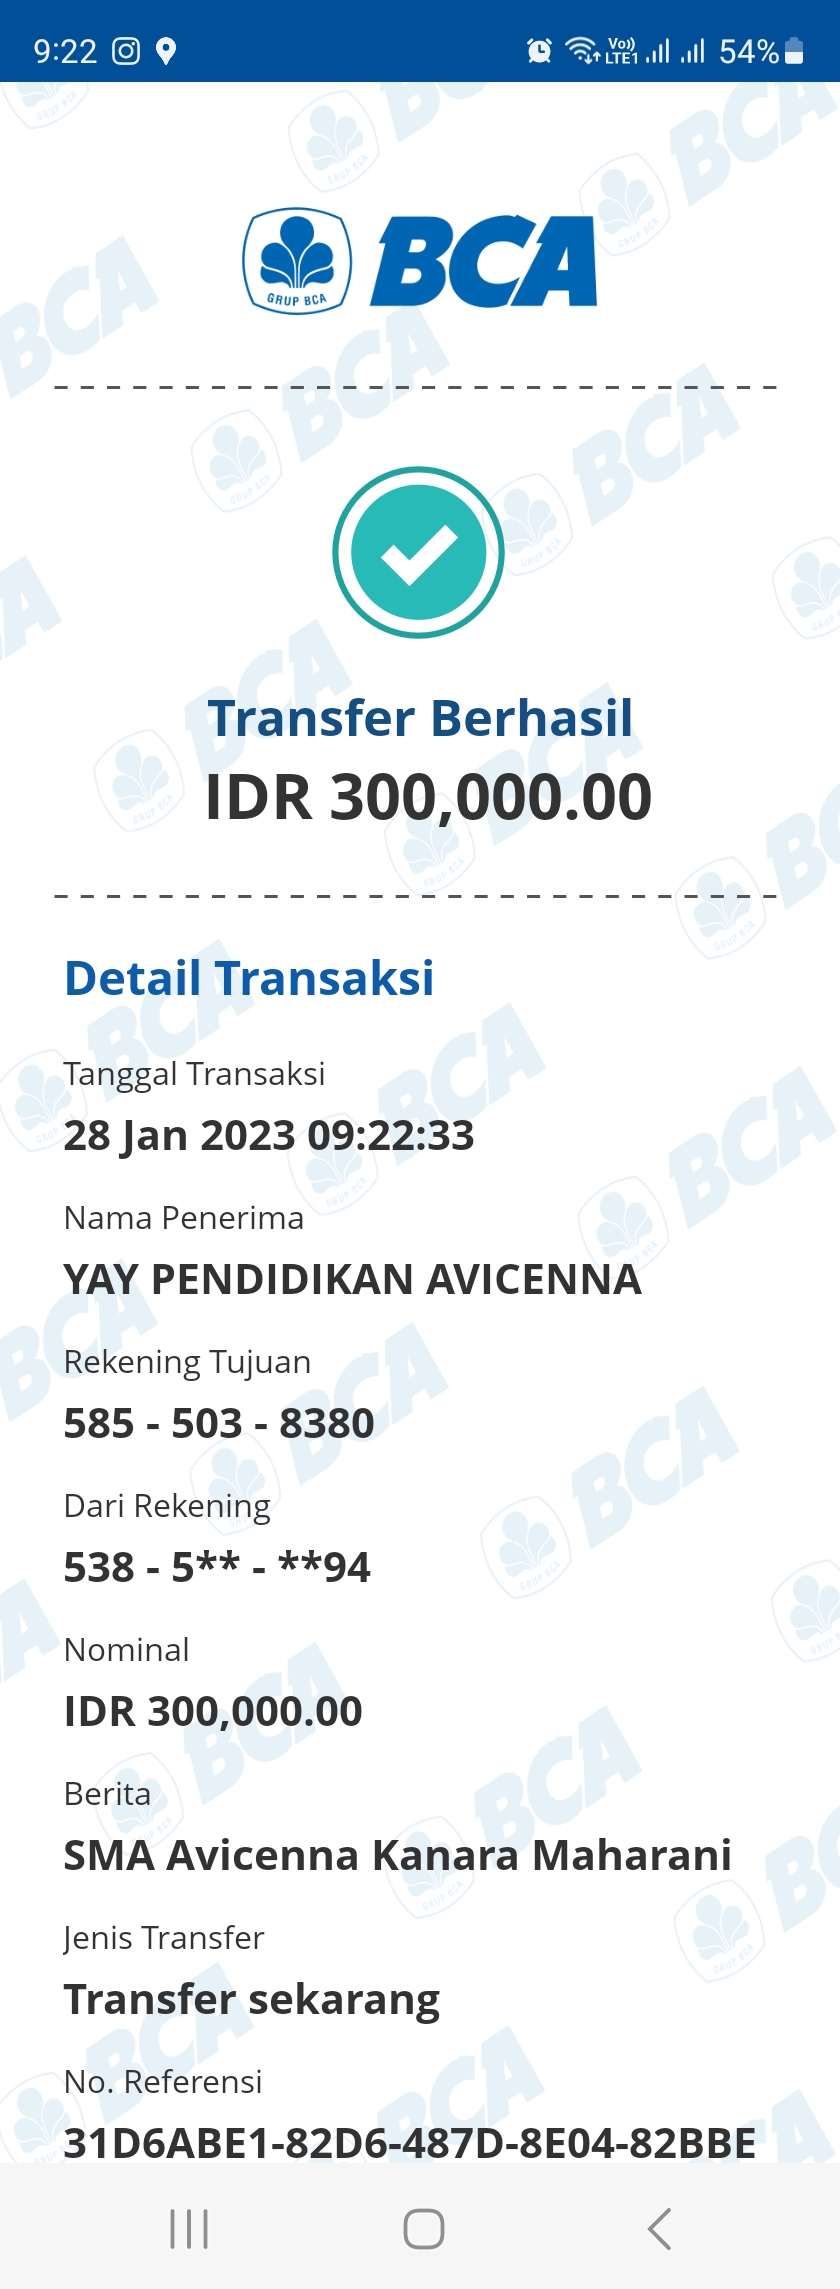 9:22
Vo)) LTE1 54%
GRUP BCA
BCA
Transfer Berhasil
IDR 300,000.00
Detail Transaksi
Tanggal Transaksi
28 Jan 2023 09:22:33
Nama Penerima
YAY PENDIDIKAN AVICENNA
Rekening Tujuan
585 - 503 - 8380
Dari Rekening
538 - 5** - **94
Nominal
IDR 300,000.00
Berita
SMA Avicenna Kanara Maharani
Jenis Transfer
Transfer sekarang
No. Referensi
31D6ABE1-82D6-487D-8E04-82BBE